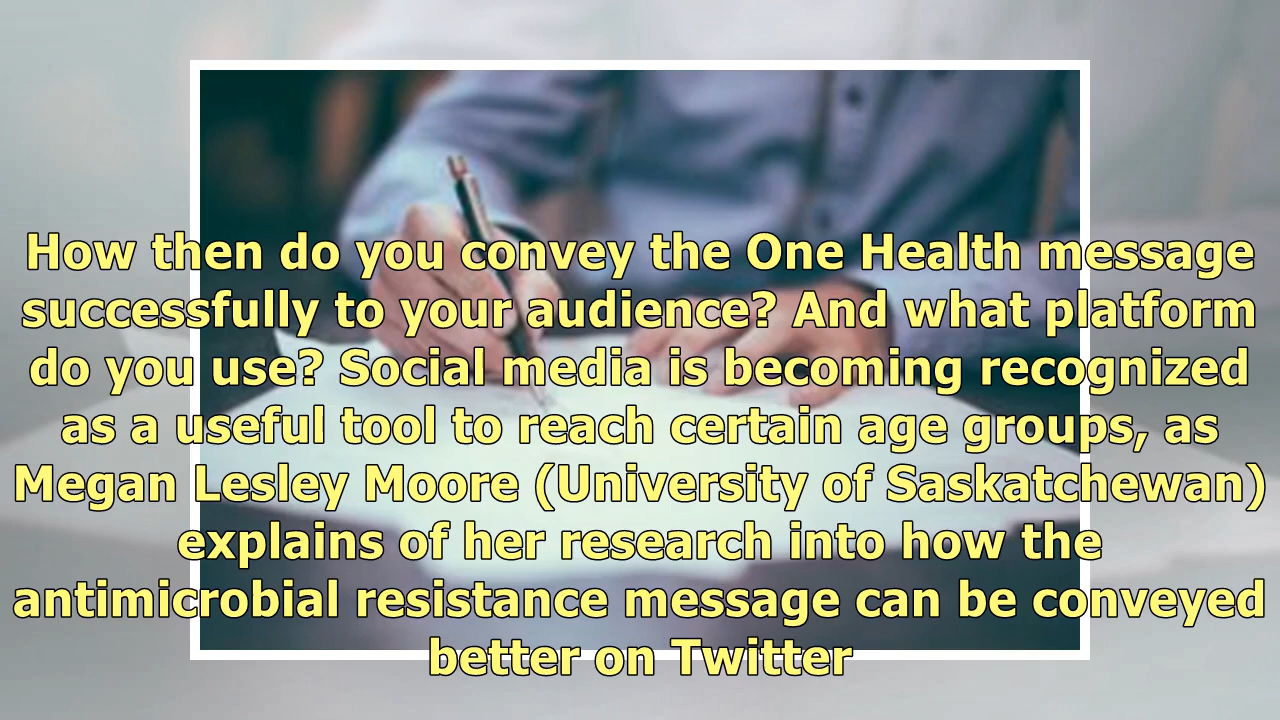 How then do you convey the One Health message
successfully to your audience? And what platform
do you use? Social media is becoming recognized
as a useful tool to reach certain age groups, as
Megan Lesley Moore (University of Saskatchewan)
explains of her research into how the
antimicrobial resistance message can be conveyed
better on Twitter